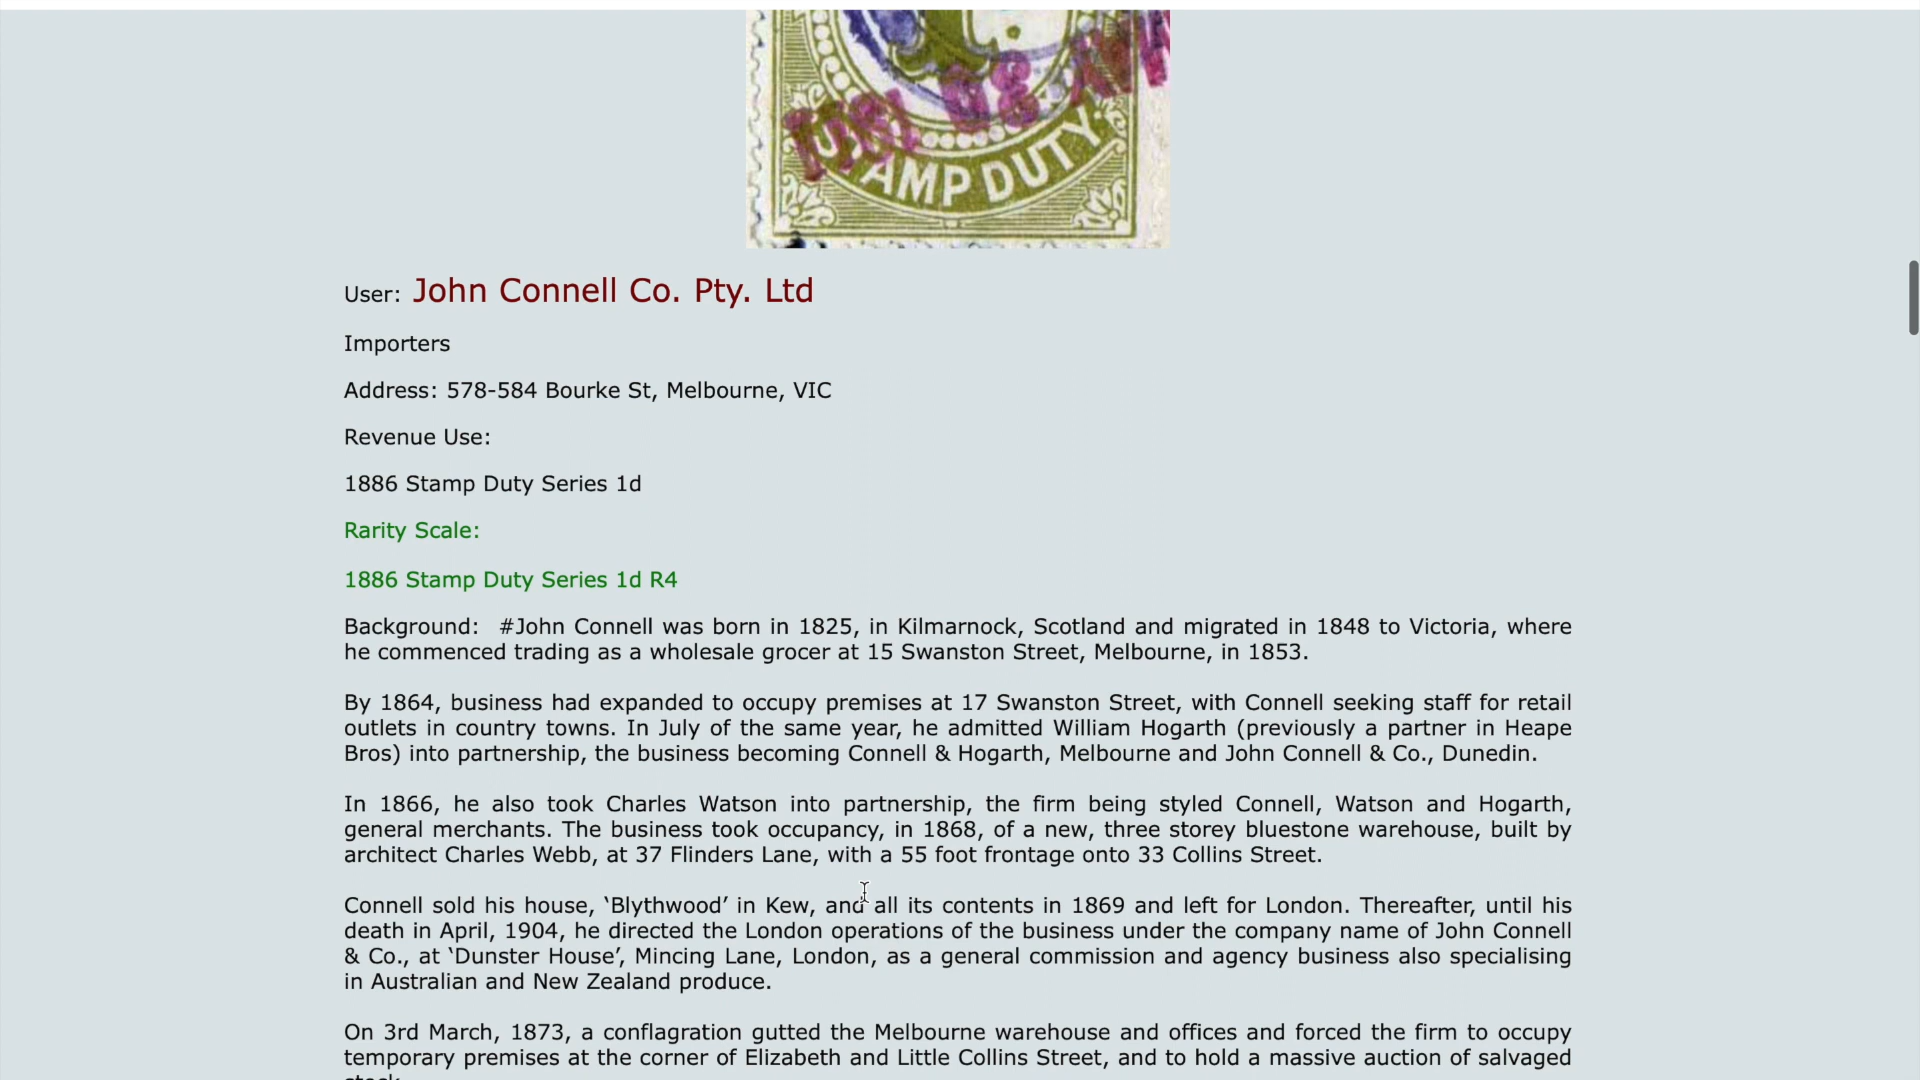 STAMP DUTY
User: John Connell Co. Pty. Ltd
Importers
Address: 578-584 Bourke St, Melbourne, VIC
Revenue Use:
1886 Stamp Duty Series 1d
Rarity Scale:
1886 Stamp Duty Series 1d R4
Background:   #John Connell was born in 1825, in Kilmarnock, Scotland and migrated in 1848 to Victoria, where
he commenced trading as a wholesale grocer at 15 Swanston Street, Melbourne, in 1853.
By 1864, business had expanded to occupy premises at 17 Swanston Street, with Connell seeking staff for retail
outlets in country towns. In July of the same year, he admitted William Hogarth (previously a partner in Heape
Bros) into partnership, the business becoming Connell & Hogarth, Melbourne and John Connell & Co., Dunedin.
In 1866, he also took Charles Watson into partnership, the firm being styled Connell, Watson and Hogarth,
general merchants. The business took occupancy, in 1868, of a new, three storey bluestone warehouse, built by
architect Charles Webb, at 37 Flinders Lane, with a 55 foot frontage onto 33 Collins Street.
Connell sold his house, ‘Blythwood’ in Kew, and all its contents in 1869 and left for London. Thereafter, until his
death in April, 1904, he directed the London operations of the business under the company name of John Connell
& Co., at ‘Dunster House’, Mincing Lane, London, as a general commission and agency business also specialising
in Australian and New Zealand produce.
On 3rd March, 1873, a conflagration gutted the Melbourne warehouse and offices and forced the firm to occupy
temporary premises at the corner of Elizabeth and Little Collins Street, and to hold a massive auction of salvaged